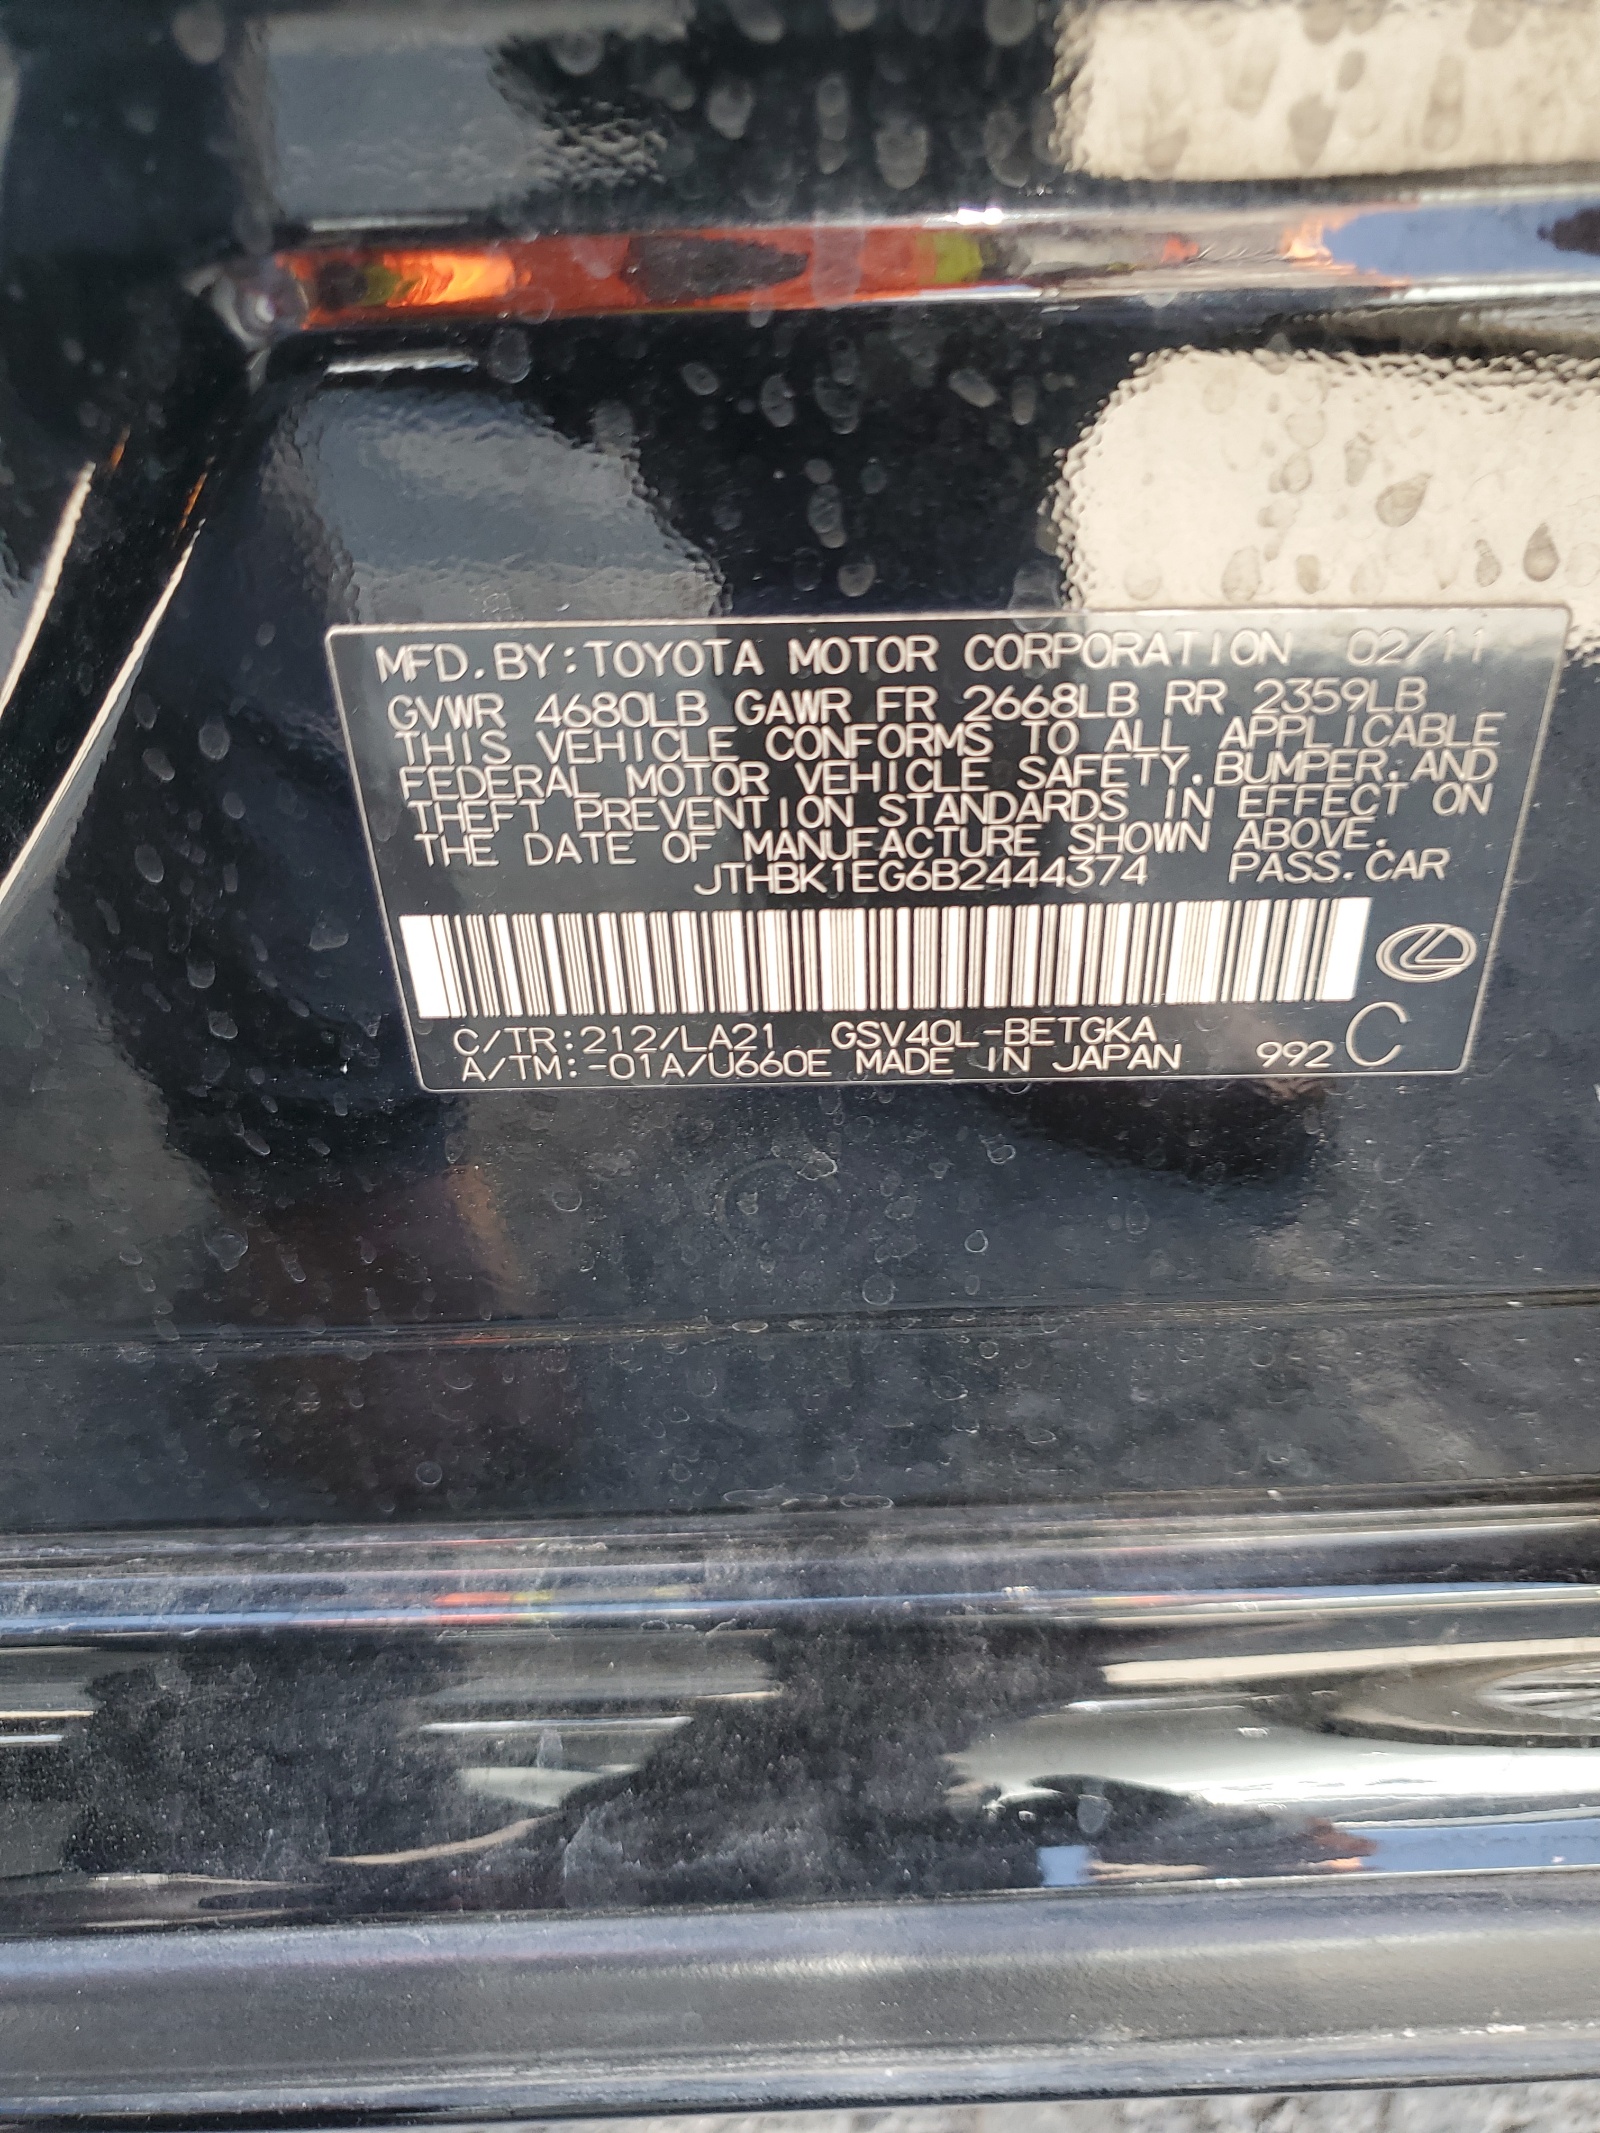 MFD.BY:TOYOTA MOTOR CORPORATION 02/11
GVWR 4680LB GAWR FR 2668LB RR 2359LB
THIS VEHICLE CONFORMS TO ALL APPLICABLE
FEDERAL MOTOR VEHICLE SAFETY,BUMPER,AND
THEFT PREVENTION STANDARDS IN EFFECT ON
THE DATE OF MANUFACTURE SHOWN ABOVE.
JTHBK1EG6B2444374 PASS.CAR
C/TR:212/LA21 GSV40L-BETGKA
A/TM:-01A/U660E MADE IN JAPAN 992 C